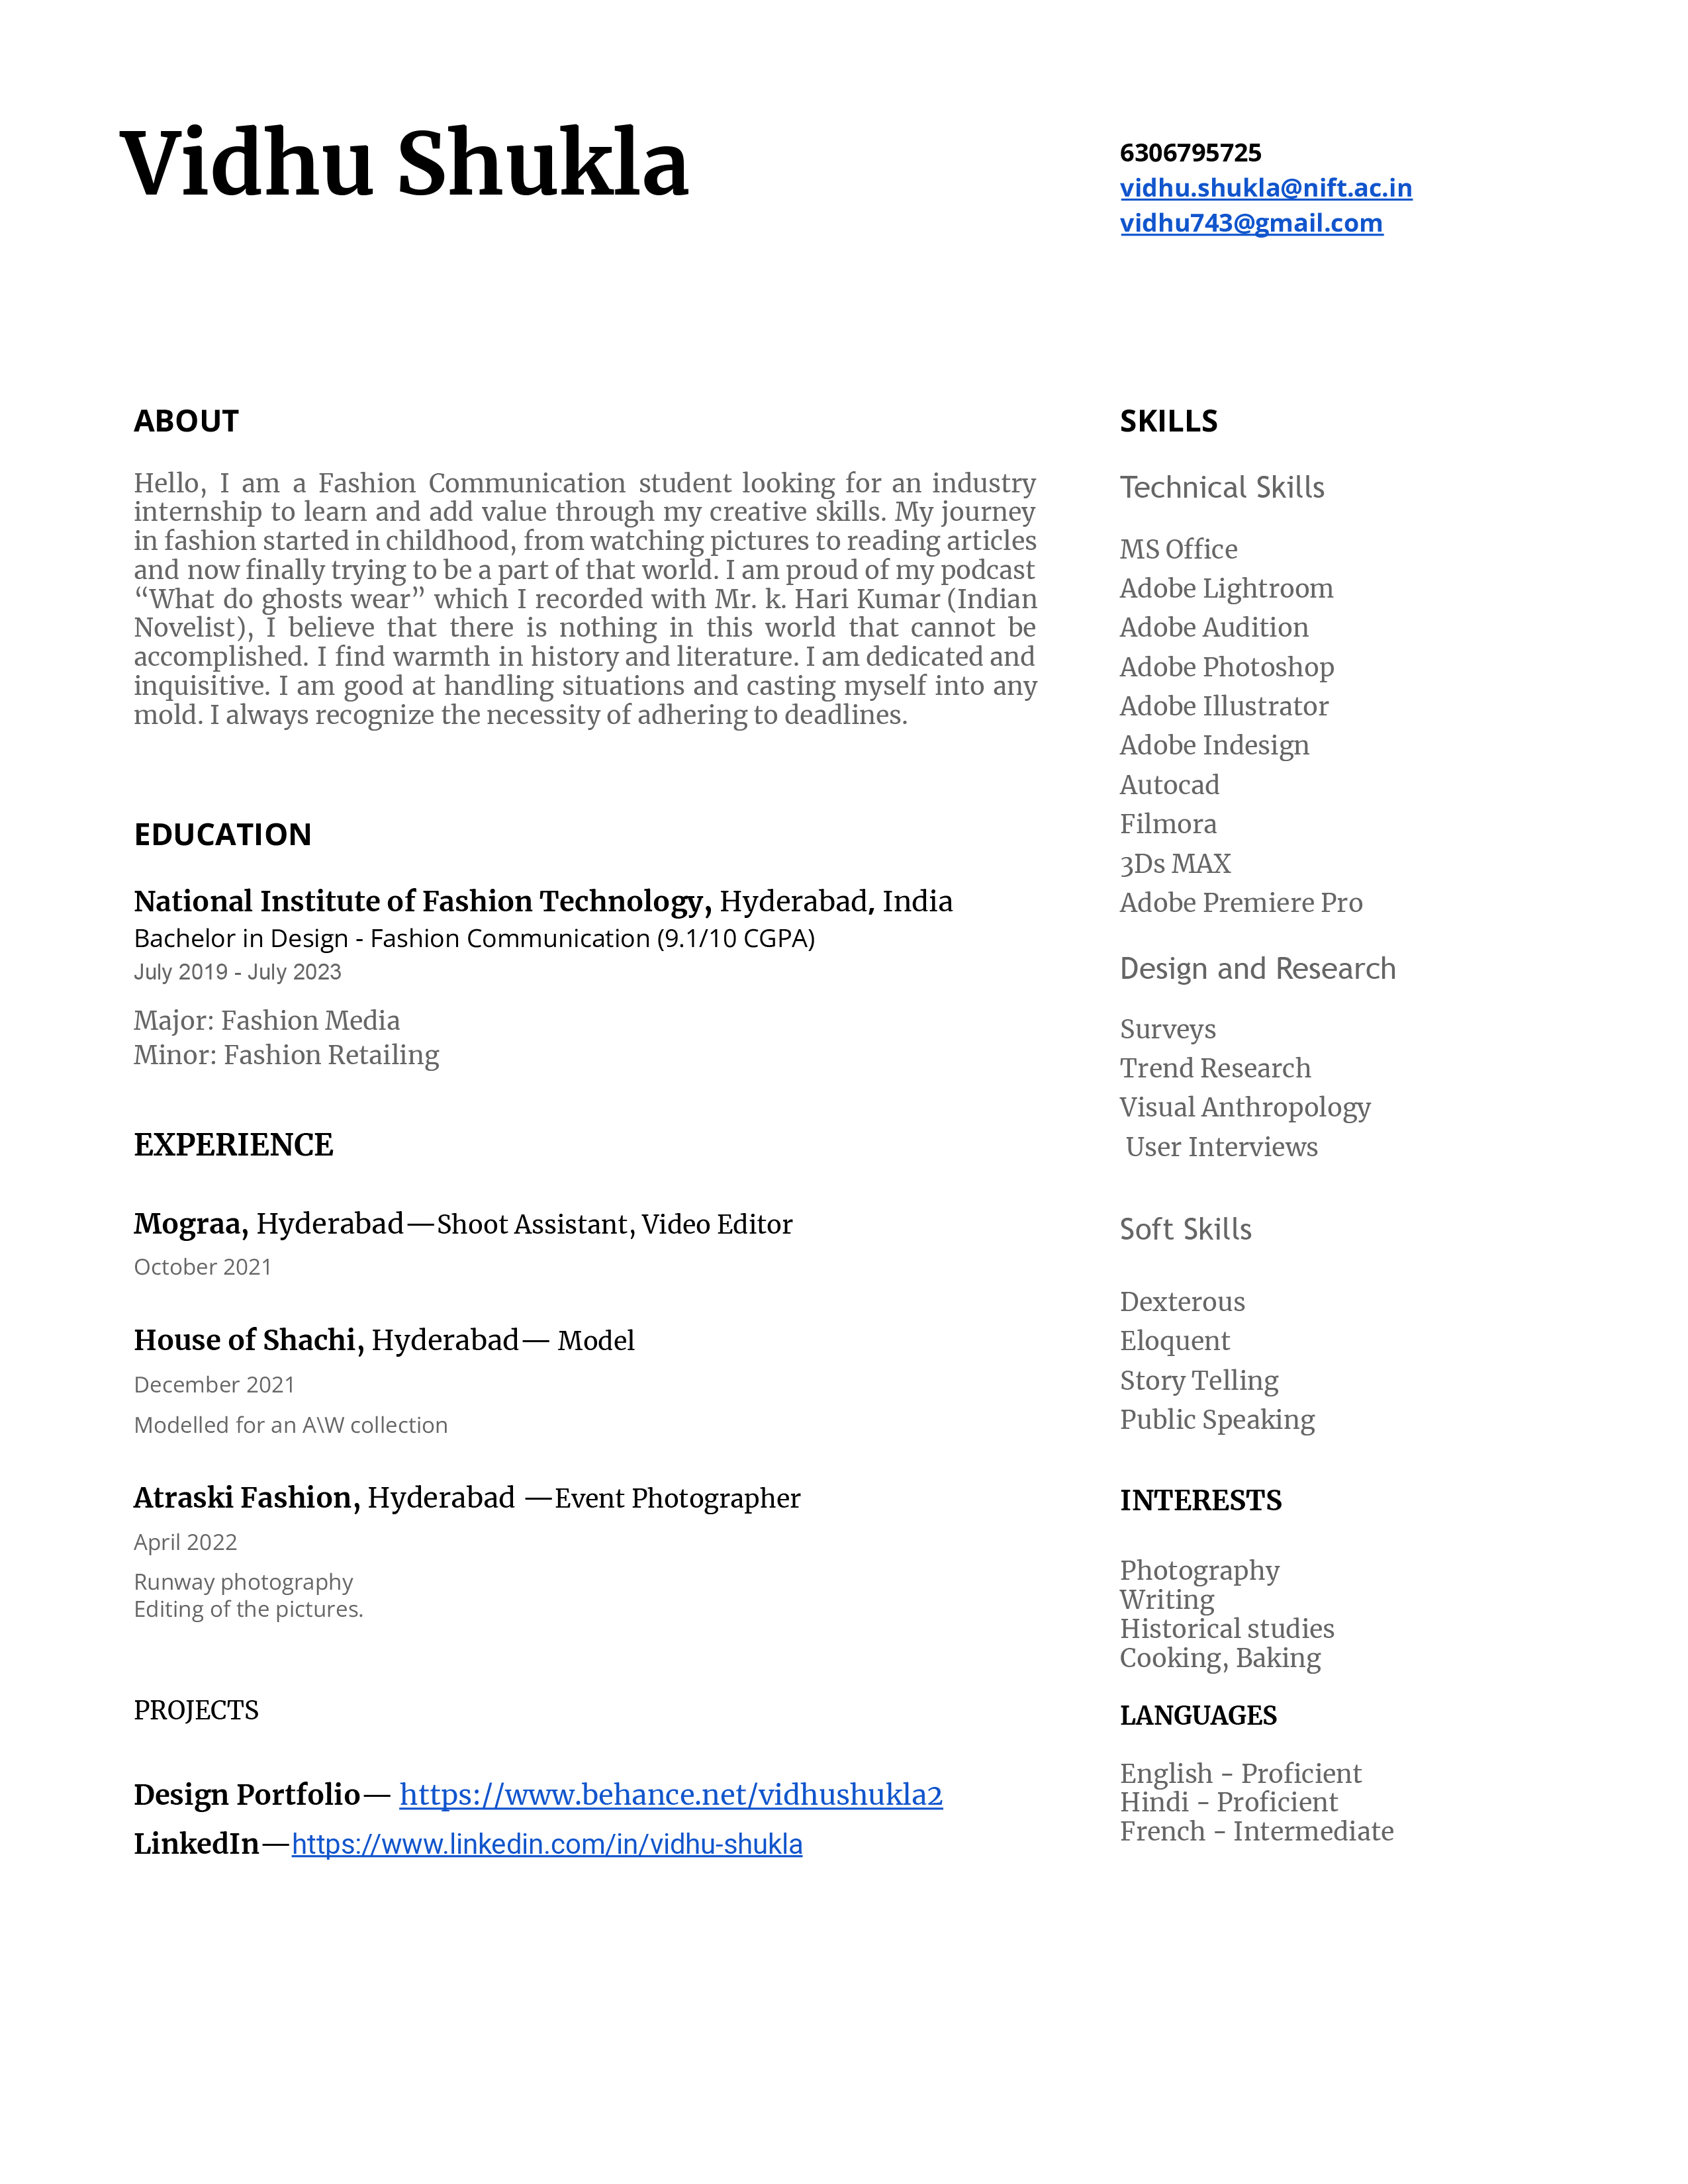 Vidhu Shukla
6306795725
vidhu.shukla@nift.ac.in
vidhu743@gmail.com
ABOUT
Hello, I am a Fashion Communication student looking for an industry
internship to learn and add value through my creative skills. My journey
in fashion started in childhood, from watching pictures to reading articles
and now finally trying to be a part of that world. I am proud of my podcast
“What do ghosts wear” which I recorded with Mr. k. Hari Kumar (Indian
Novelist), I believe that there is nothing in this world that cannot be
accomplished. I find warmth in history and literature. I am dedicated and
inquisitive. I am good at handling situations and casting myself into any
mold. I always recognize the necessity of adhering to deadlines.
EDUCATION
National Institute of Fashion Technology, Hyderabad, India
Bachelor in Design - Fashion Communication (9.1/10 CGPA)
July 2019 - July 2023
Major: Fashion Media
Minor: Fashion Retailing
EXPERIENCE
Mograa, Hyderabad—Shoot Assistant, Video Editor
October 2021
House of Shachi, Hyderabad— Model
December 2021
Modelled for an A\W collection
Atraski Fashion, Hyderabad —Event Photographer
April 2022
Runway photography
Editing of the pictures.
PROJECTS
Design Portfolio— https://www.behance.net/vidhushukla2
LinkedIn—https://www.linkedin.com/in/vidhu-shukla
SKILLS
Technical Skills
MS Office
Adobe Lightroom
Adobe Audition
Adobe Photoshop
Adobe Illustrator
Adobe Indesign
Autocad
Filmora
3Ds MAX
Adobe Premiere Pro
Design and Research
Surveys
Trend Research
Visual Anthropology
User Interviews
Soft Skills
Dexterous
Eloquent
Story Telling
Public Speaking
INTERESTS
Photography
Writing
Historical studies
Cooking, Baking
LANGUAGES
English - Proficient
Hindi - Proficient
French - Intermediate